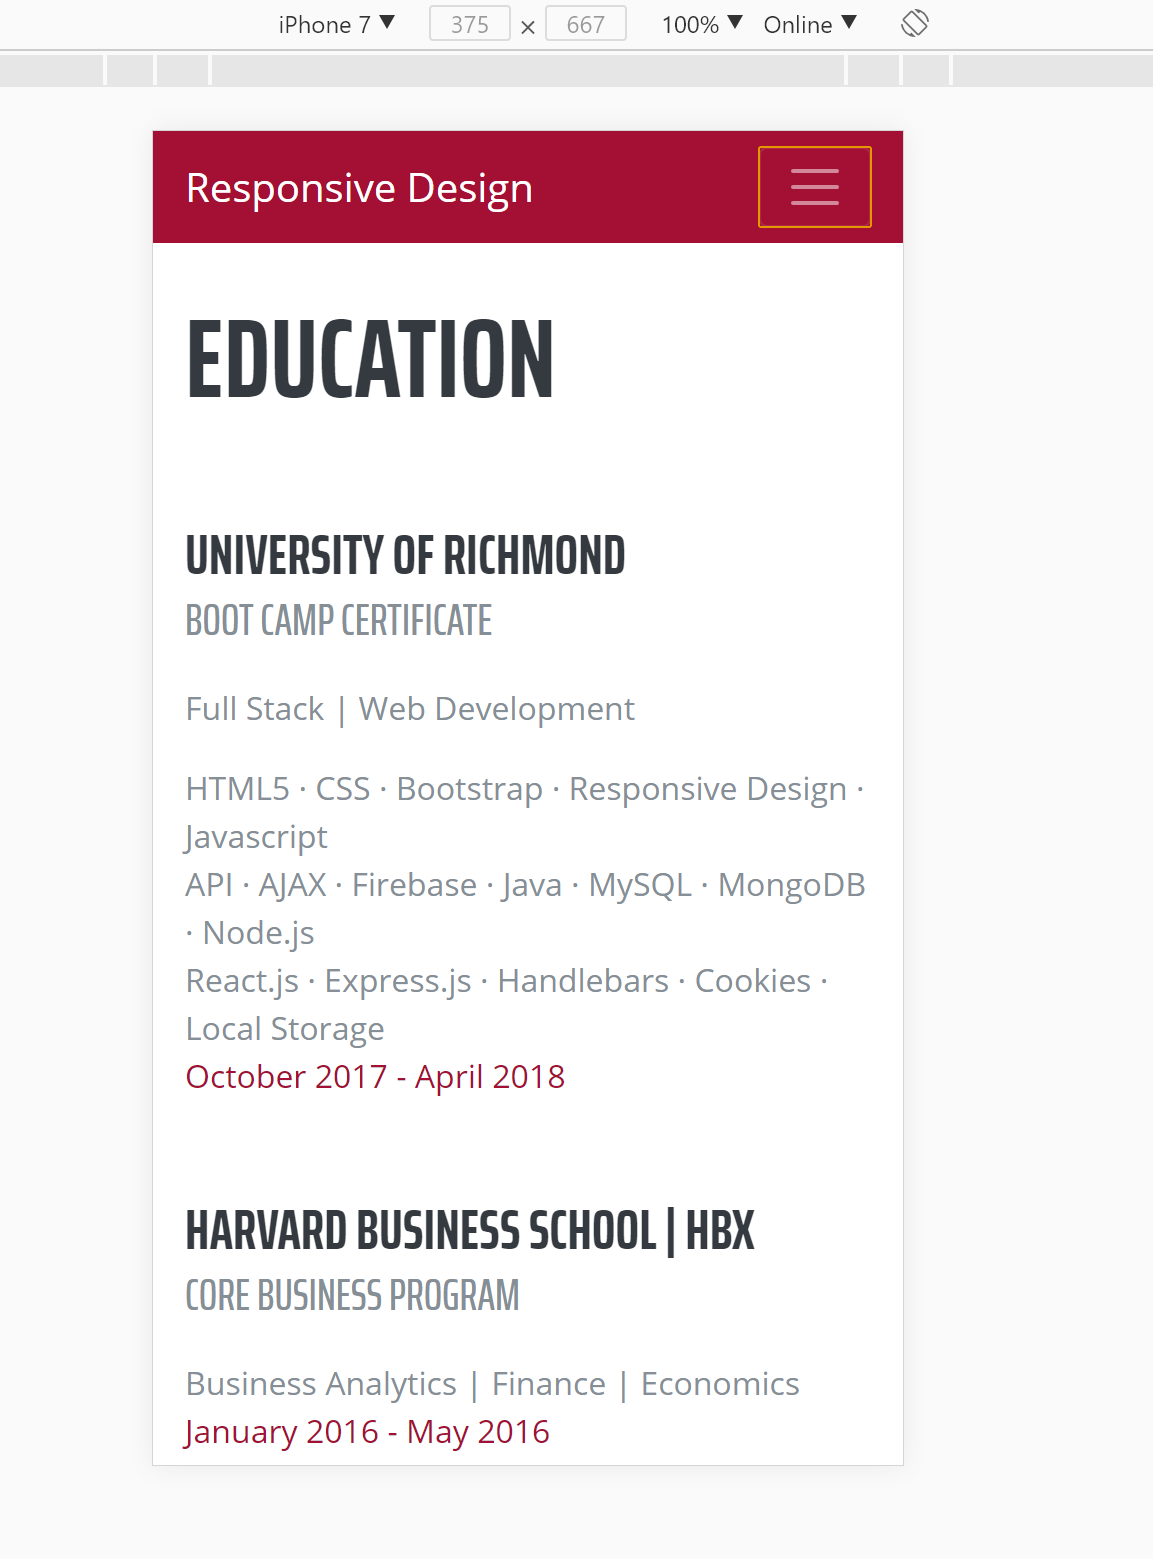 iPhone 7 ▼ 375 × 667 100% ▼ Online ▼
Responsive Design
EDUCATION
UNIVERSITY OF RICHMOND
BOOT CAMP CERTIFICATE
Full Stack | Web Development
HTML5 · CSS · Bootstrap · Responsive Design ·
Javascript
API · AJAX · Firebase · Java · MySQL · MongoDB
· Node.js
React.js · Express.js · Handlebars · Cookies ·
Local Storage
October 2017 - April 2018
HARVARD BUSINESS SCHOOL | HBX
CORE BUSINESS PROGRAM
Business Analytics | Finance | Economics
January 2016 - May 2016